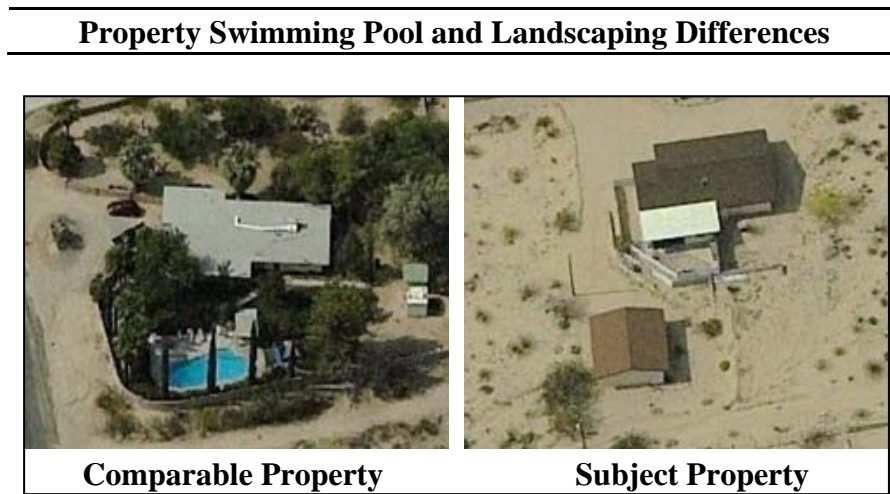 Property Swimming Pool and Landscaping Differences
Comparable Property
Subject Property